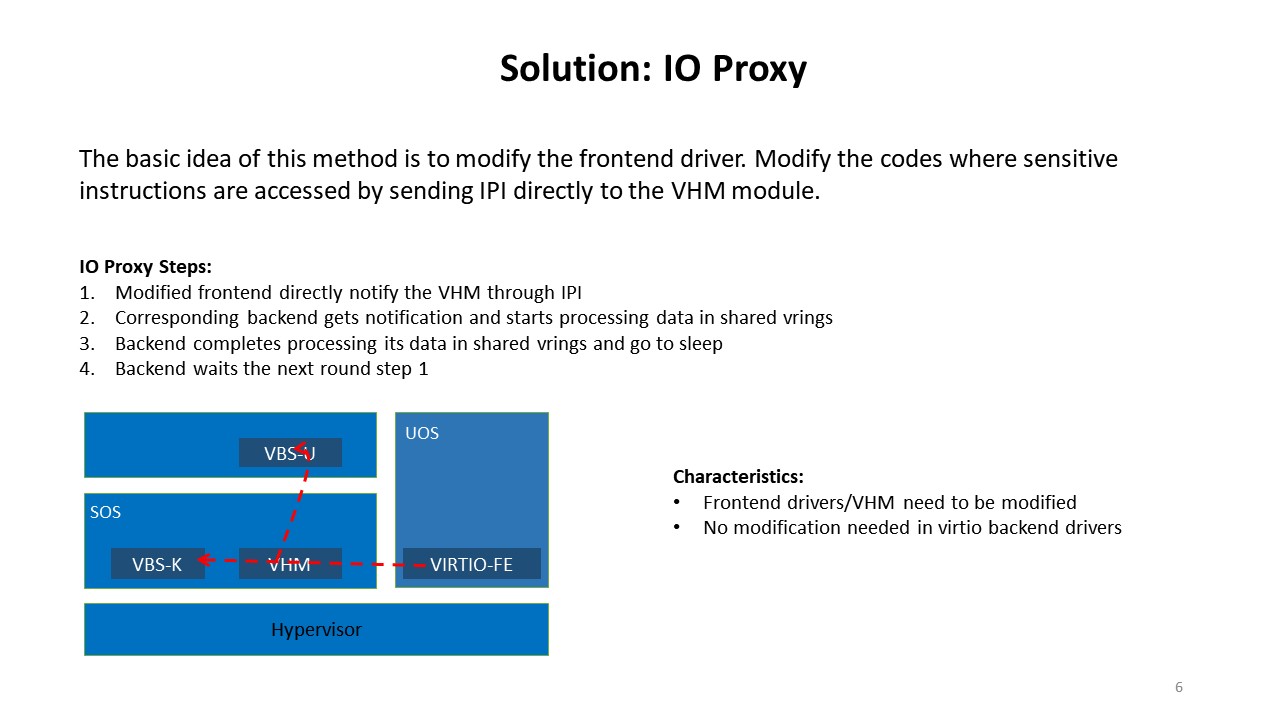 Solution: IO Proxy
The basic idea of this method is to modify the frontend driver. Modify the codes where sensitive
instructions are accessed by sending IPI directly to the VHM module.
IO Proxy Steps:
1. Modified frontend directly notify the VHM through IPI
2. Corresponding backend gets notification and starts processing data in shared vrings
3. Backend completes processing its data in shared vrings and go to sleep
4. Backend waits the next round step 1
VBS-U
UOS
SOS
VBS-K
VHM
VIRTIO-FE
Hypervisor
Characteristics:
• Frontend drivers/VHM need to be modified
• No modification needed in virtio backend drivers
6